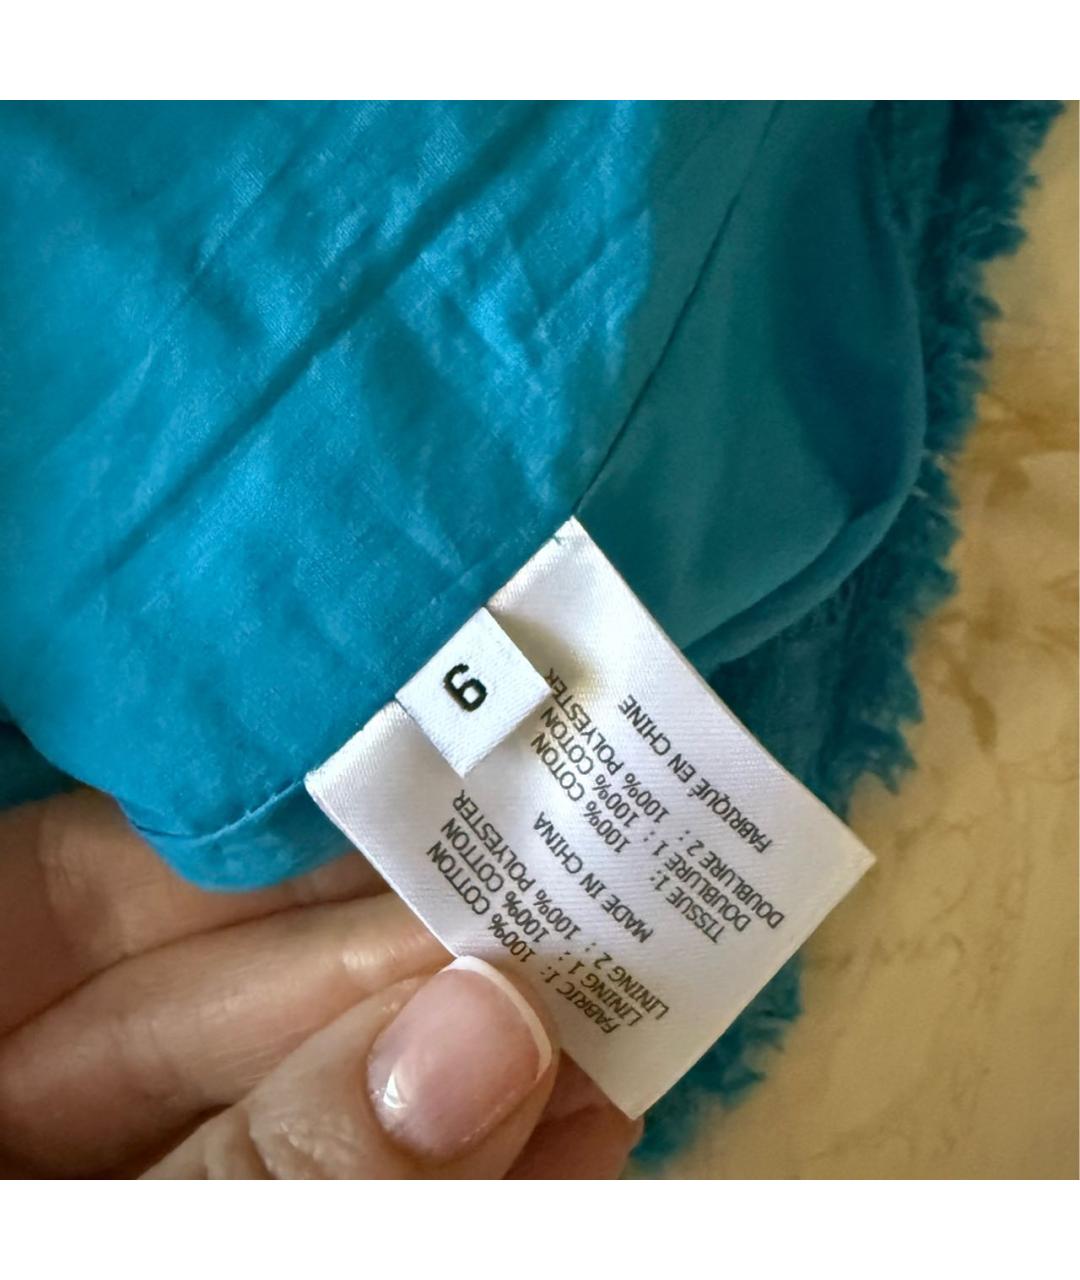 6
FABRIC 1: 100% COTTON
LINING 1 : 100% COTTON
LINING 2 : 100% POLYESTER
MADE IN CHINA
TISSUE 1: 100% COTON
DOUBLURE 1 : 100% COTON
DOUBLURE 2 : 100% POLYESTER
FABRIQUÉ EN CHINE